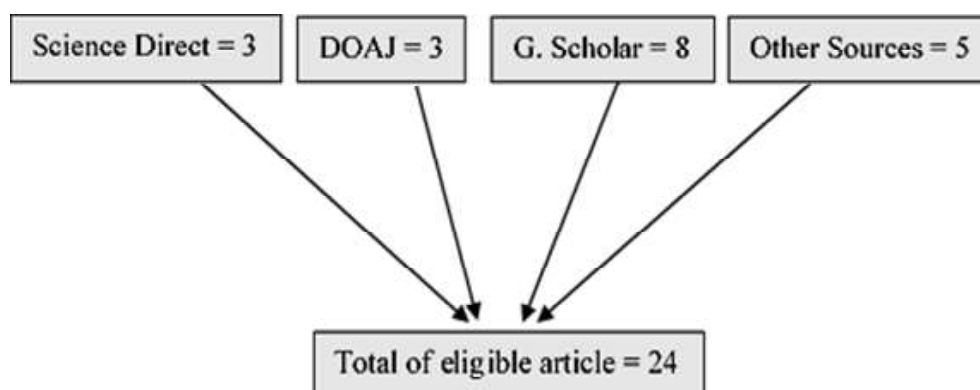 Science Direct = 3
DOAJ = 3
G. Scholar = 8
Other Sources = 5
Total of eligible article = 24